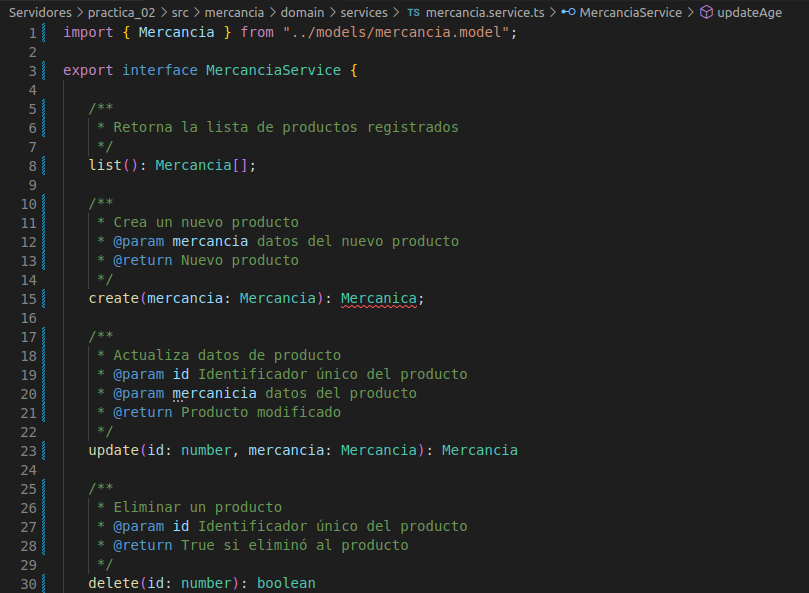 Servidores > practica_02 > src > mercancia > domain > services > TS mercancia.service.ts > MercanciaService > updateAge
1 import { Mercancia } from "../models/mercancia.model";
2
3 export interface MercanciaService {
4
5 /**
6 * Retorna la lista de productos registrados
7 */
8 list(): Mercancia[];
9
10 /**
11 * Crea un nuevo producto
12 * @param mercancia datos del nuevo producto
13 * @return Nuevo producto
14 */
15 create(mercancia: Mercancia): Mercanica;
16
17 /**
18 * Actualiza datos de producto
19 * @param id Identificador único del producto
20 * @param mercanicia datos del producto
21 * @return Producto modificado
22 */
23 update(id: number, mercancia: Mercancia): Mercancia
24
25 /**
26 * Eliminar un producto
27 * @param id Identificador único del producto
28 * @return True si eliminó al producto
29 */
30 delete(id: number): boolean